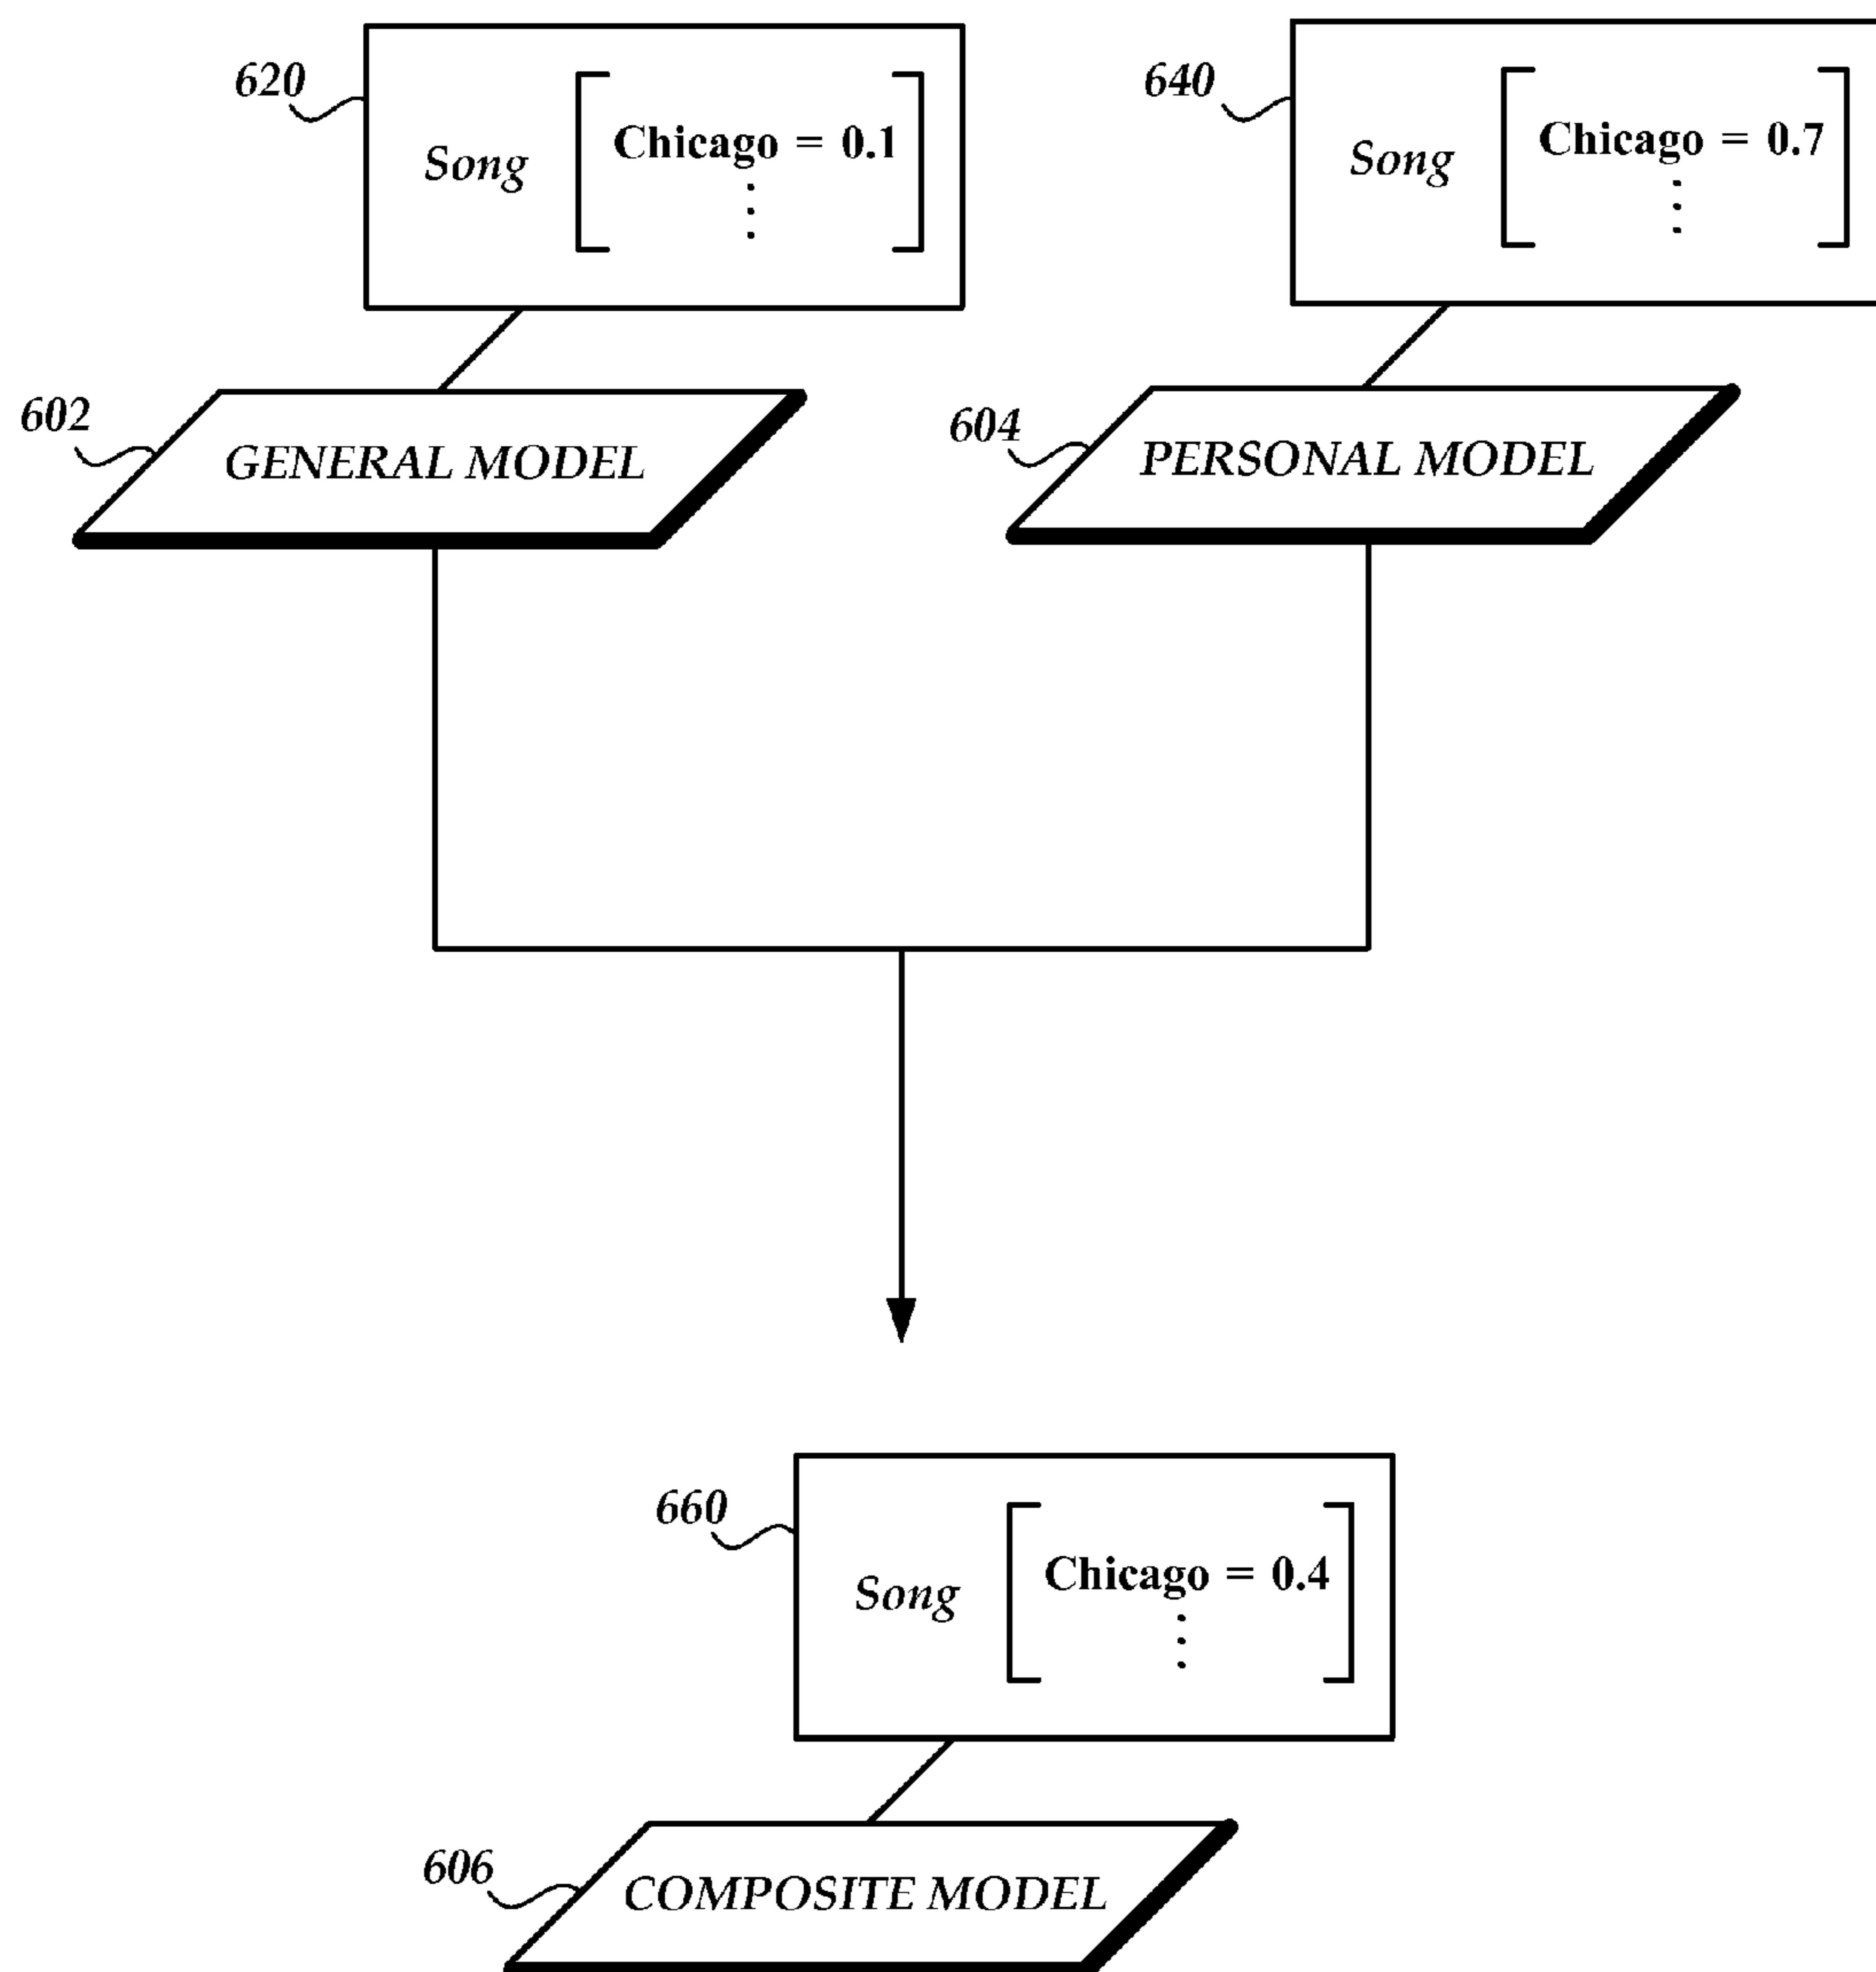 620
Song
Chicago = 0.1
640
Song
Chicago = 0.7
602
GENERAL MODEL
604
PERSONAL MODEL
660
Song
Chicago = 0.4
606
COMPOSITE MODEL